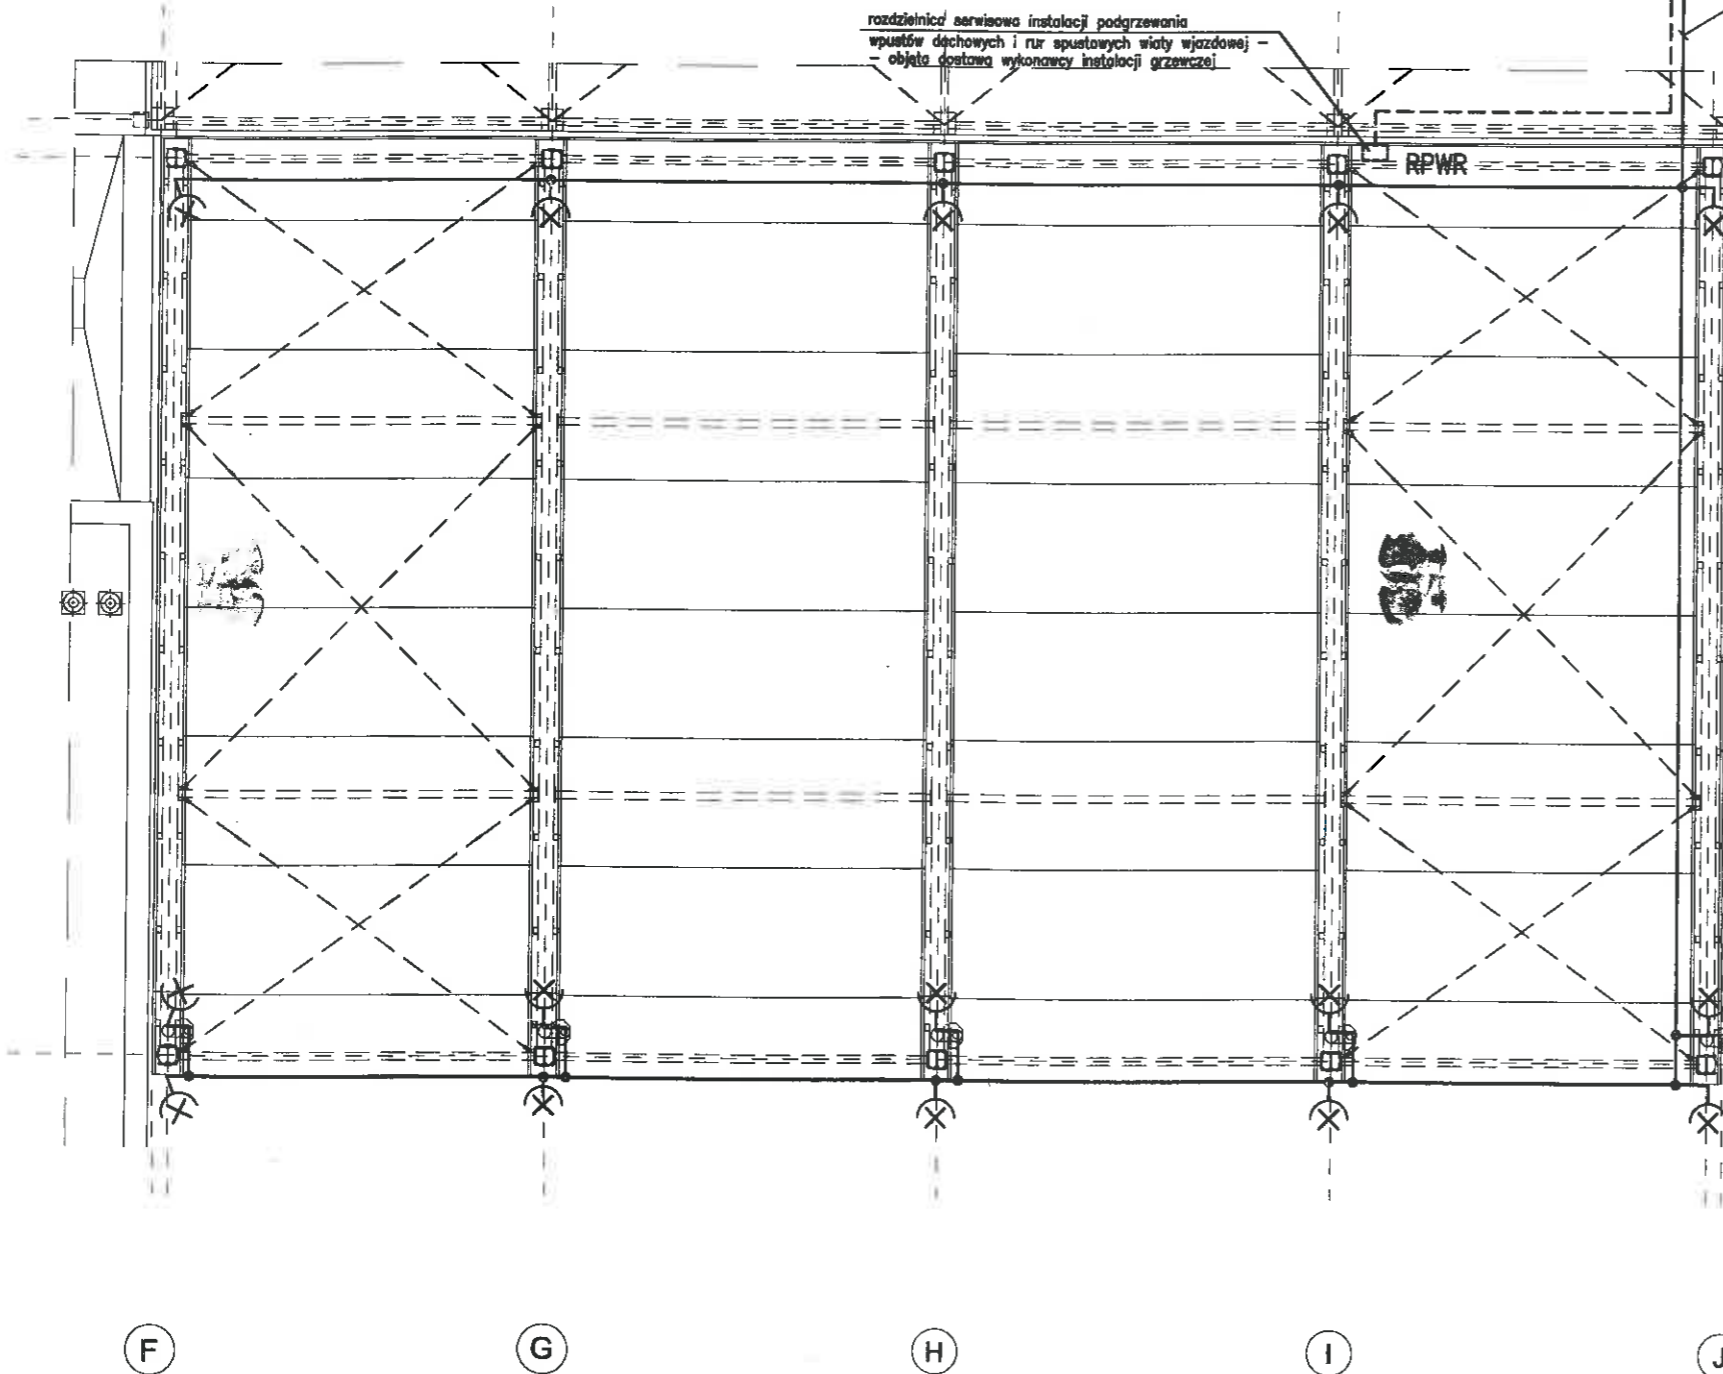 rozdzielnica serwisowa instalacji podgrzewania
wpustów dachowych i rur spustowych wiaty wjazdowej –
– objęta dostawą wykonawcy instalacji grzewczej
RPWR
F
G
H
I
J